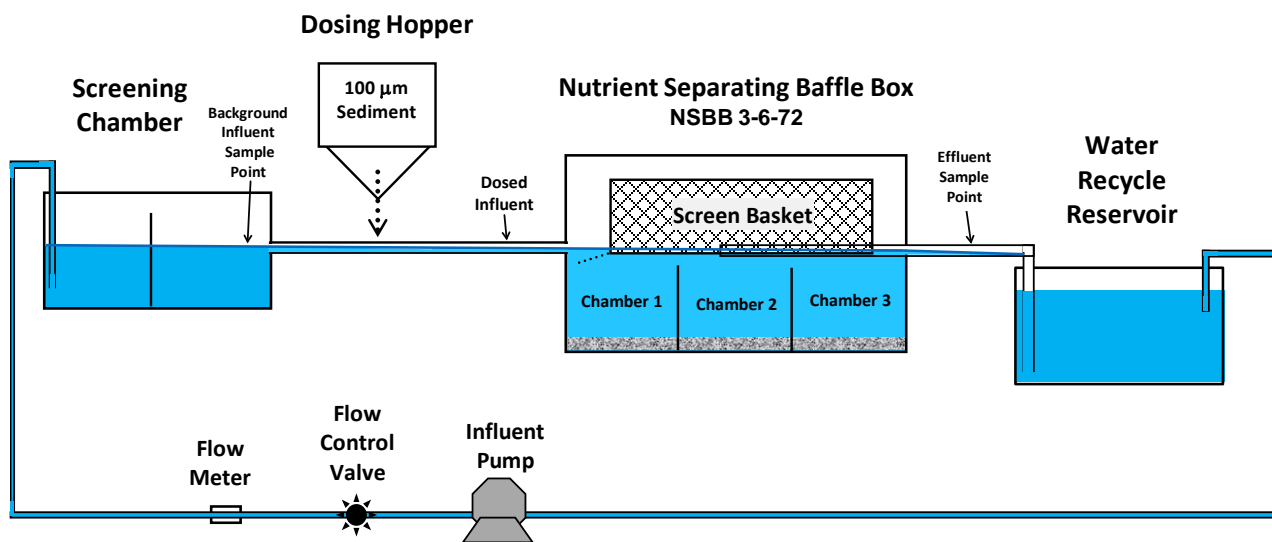 Dosing Hopper
100 μm
Sediment
Screening
Chamber
Background
Influent
Sample
Point
Dosed
Influent
Nutrient Separating Baffle Box
NSBB 3-6-72
Screen Basket
Chamber 1
Chamber 2
Chamber 3
Effluent
Sample
Point
Water
Recycle
Reservoir
Flow
Meter
Flow
Control
Valve
Influent
Pump